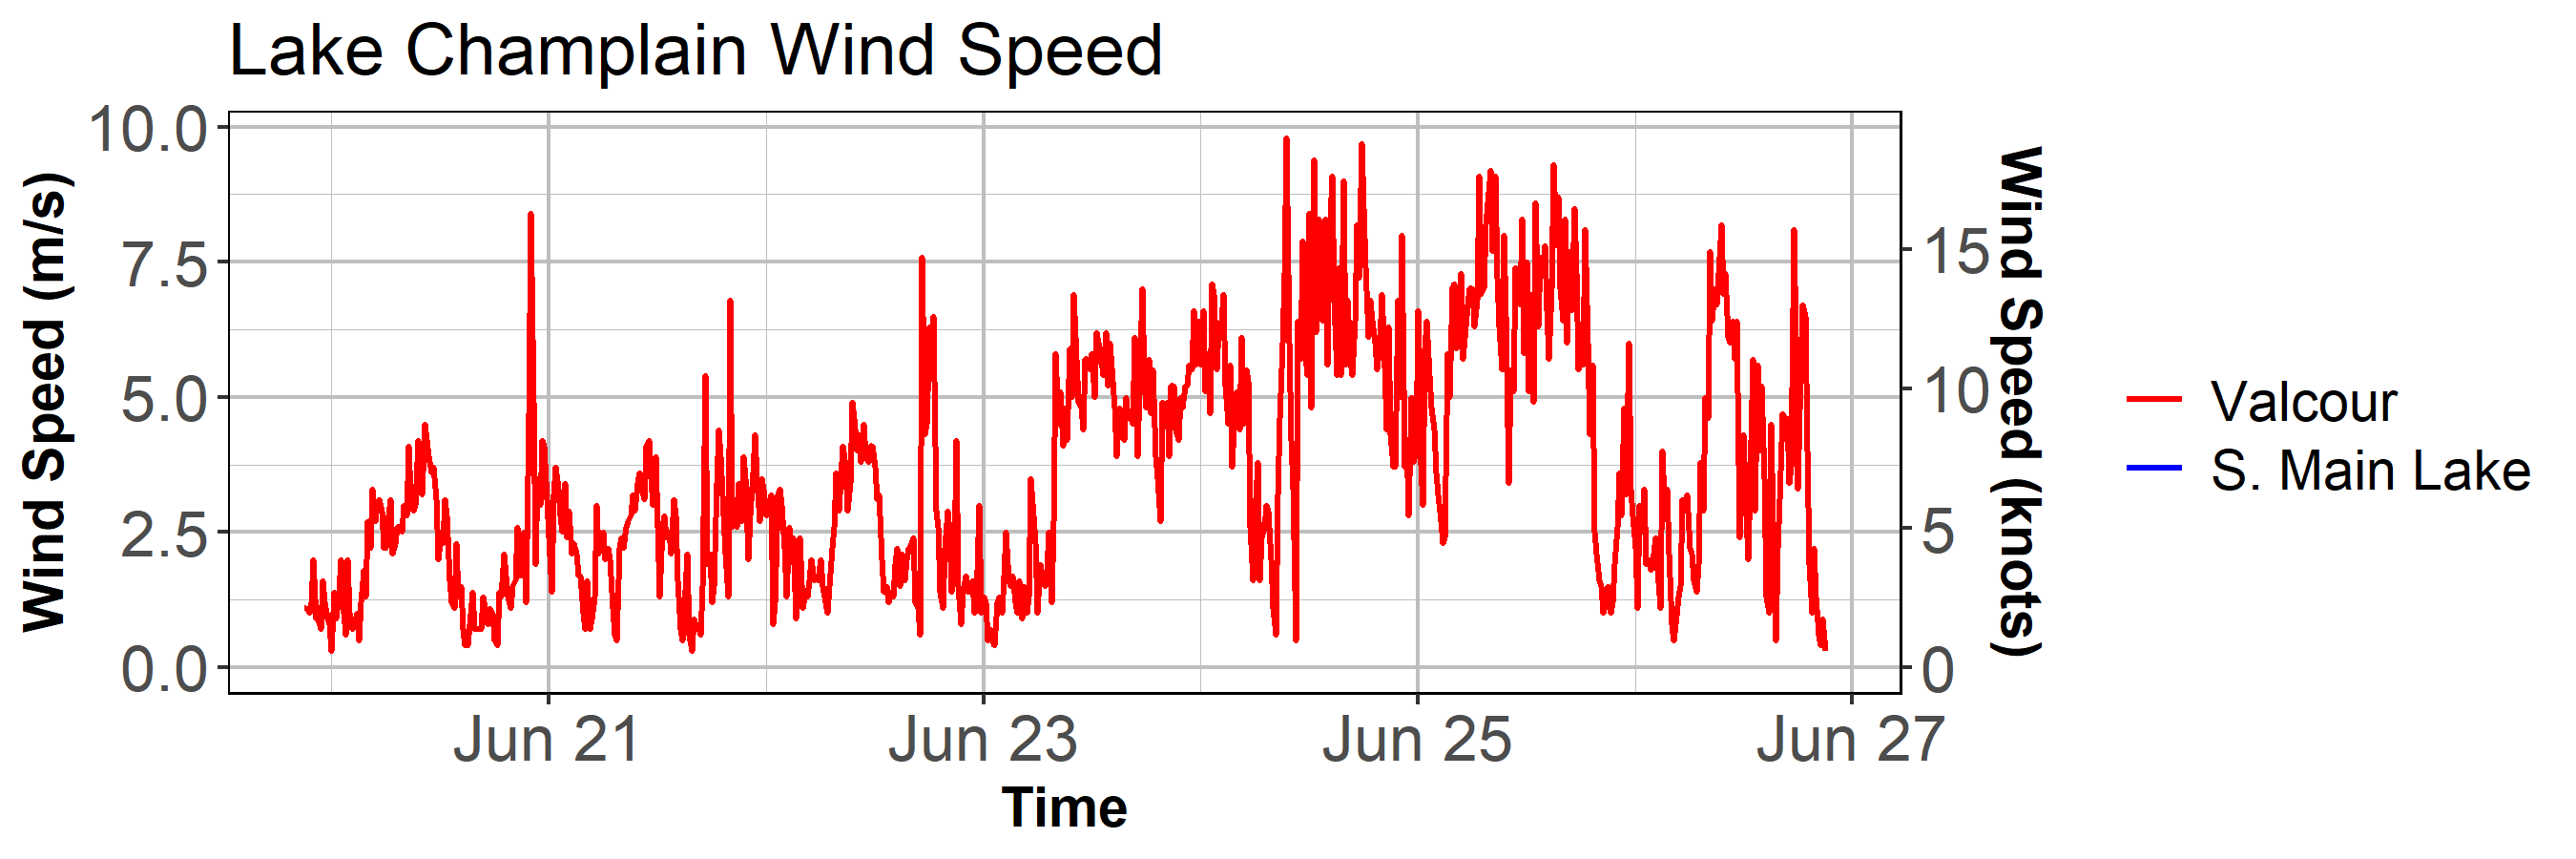 Lake Champlain Wind Speed
Wind Speed (m/s)
10.0
7.5
5.0
2.5
0.0
Wind Speed (knots)
15
10
5
0
Jun 21
Jun 23
Jun 25
Jun 27
Time
Valcour
S. Main Lake